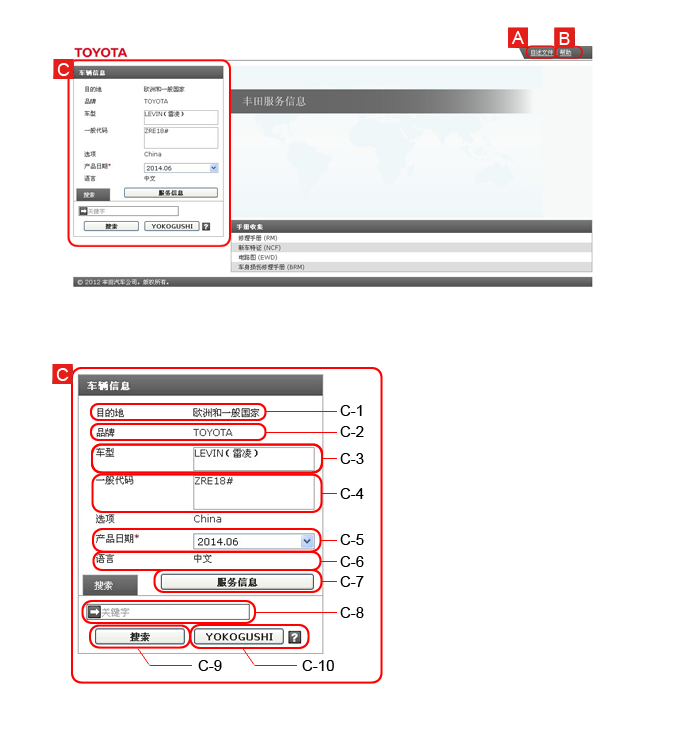 A
B
TOYOTA
自述文件 帮助
C
车辆信息
目的地 欧洲和一般国家
品牌 TOYOTA
车型 LEVIN（雷凌）
一般代码 ZRE18#
选项 China
产品日期* 2014.06
语言 中文
搜索 服务信息
关键字
搜索 YOKOGUSHI ?
丰田服务信息
手册收集
修理手册 (RM)
新车特征 (NCF)
电路图 (EWD)
车身损伤修理手册 (BRM)
© 2012 丰田汽车公司。版权所有。
C
车辆信息
目的地 欧洲和一般国家 C-1
品牌 TOYOTA C-2
车型 LEVIN（雷凌） C-3
一般代码 ZRE18# C-4
选项 China
产品日期* 2014.06 C-5
语言 中文 C-6
搜索 服务信息 C-7
关键字 C-8
搜索 YOKOGUSHI ?
C-9 C-10